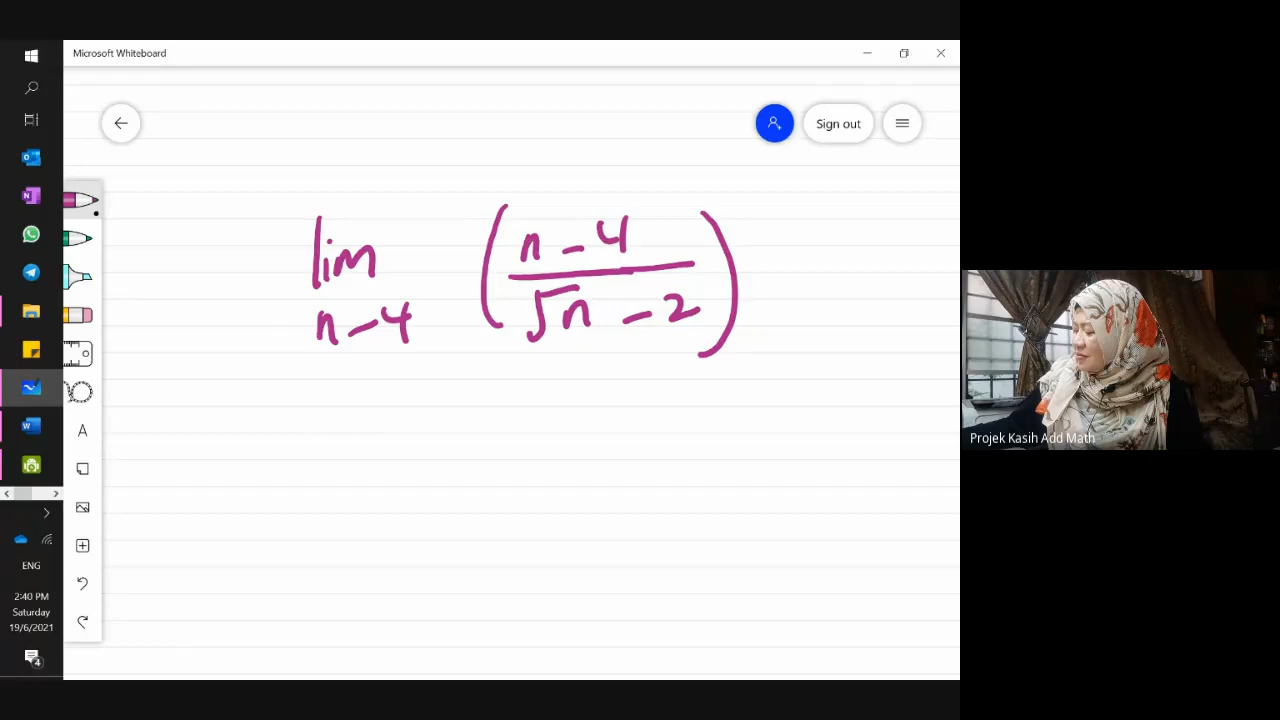 Microsoft Whiteboard
Sign out
lim ( n - 4
n - 4 √n - 2 )
A
ENG
2:40 PM
Saturday
19/6/2021
4
Projek Kasih Add Math